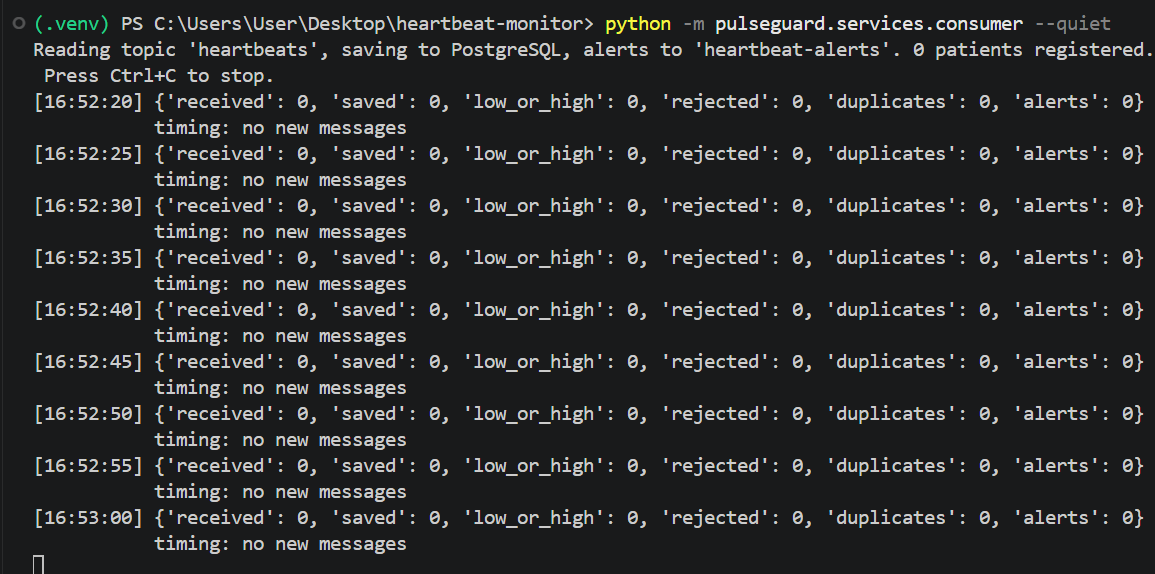 (.venv) PS C:\Users\User\Desktop\heartbeat-monitor> python -m pulseguard.services.consumer --quiet
Reading topic 'heartbeats', saving to PostgreSQL, alerts to 'heartbeat-alerts'. 0 patients registered.
Press Ctrl+C to stop.
[16:52:20] {'received': 0, 'saved': 0, 'low_or_high': 0, 'rejected': 0, 'duplicates': 0, 'alerts': 0}
timing: no new messages
[16:52:25] {'received': 0, 'saved': 0, 'low_or_high': 0, 'rejected': 0, 'duplicates': 0, 'alerts': 0}
timing: no new messages
[16:52:30] {'received': 0, 'saved': 0, 'low_or_high': 0, 'rejected': 0, 'duplicates': 0, 'alerts': 0}
timing: no new messages
[16:52:35] {'received': 0, 'saved': 0, 'low_or_high': 0, 'rejected': 0, 'duplicates': 0, 'alerts': 0}
timing: no new messages
[16:52:40] {'received': 0, 'saved': 0, 'low_or_high': 0, 'rejected': 0, 'duplicates': 0, 'alerts': 0}
timing: no new messages
[16:52:45] {'received': 0, 'saved': 0, 'low_or_high': 0, 'rejected': 0, 'duplicates': 0, 'alerts': 0}
timing: no new messages
[16:52:50] {'received': 0, 'saved': 0, 'low_or_high': 0, 'rejected': 0, 'duplicates': 0, 'alerts': 0}
timing: no new messages
[16:52:55] {'received': 0, 'saved': 0, 'low_or_high': 0, 'rejected': 0, 'duplicates': 0, 'alerts': 0}
timing: no new messages
[16:53:00] {'received': 0, 'saved': 0, 'low_or_high': 0, 'rejected': 0, 'duplicates': 0, 'alerts': 0}
timing: no new messages